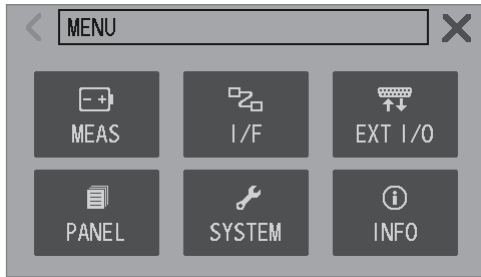 MENU
MEAS
I/F
EXT I/O
PANEL
SYSTEM
INFO